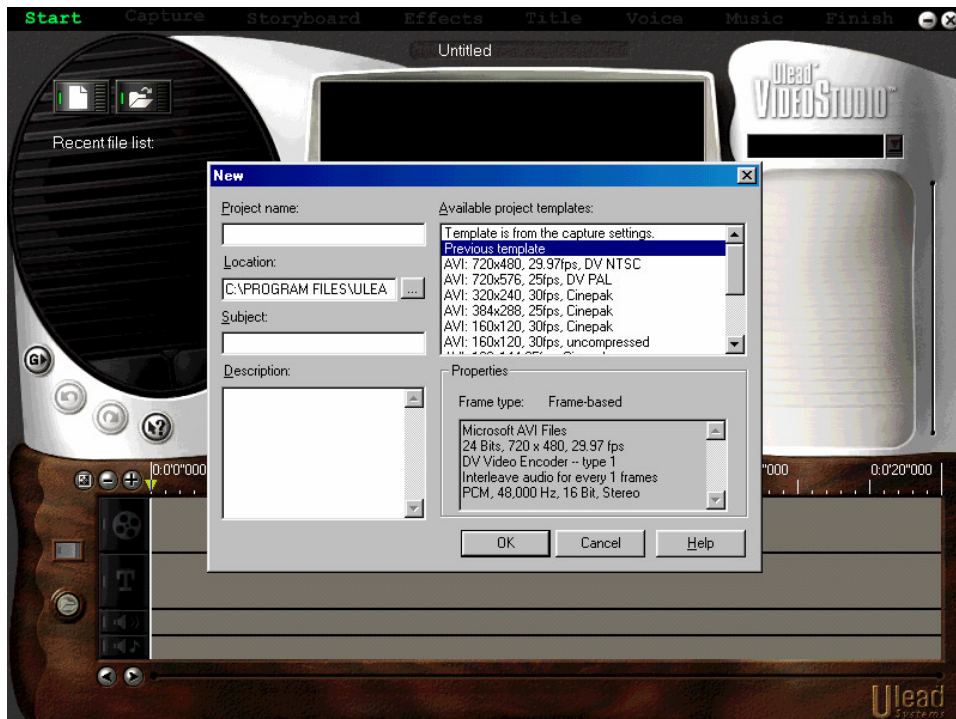 Start Capture Storyboard Effects Title Voice Music Finish
Untitled
Ulead
VIDEOSTUDIO™
Recent file list:
New
Project name:
Available project templates:
Template is from the capture settings.
Previous template
AVI: 720x480, 29.97fps, DV NTSC
AVI: 720x576, 25fps, DV PAL
AVI: 320x240, 30fps, Cinepak
AVI: 384x288, 25fps, Cinepak
AVI: 160x120, 30fps, Cinepak
AVI: 160x120, 30fps, uncompressed
Location:
C:\PROGRAM FILES\ULEA ...
Subject:
Description:
Properties
Frame type: Frame-based
Microsoft AVI Files
24 Bits, 720 x 480, 29.97 fps
DV Video Encoder -- type 1
Interleave audio for every 1 frames
PCM, 48,000 Hz, 16 Bit, Stereo
OK Cancel Help
G
?
0:0'0"000 "000 0:0'20"000
T
Ulead
Systems